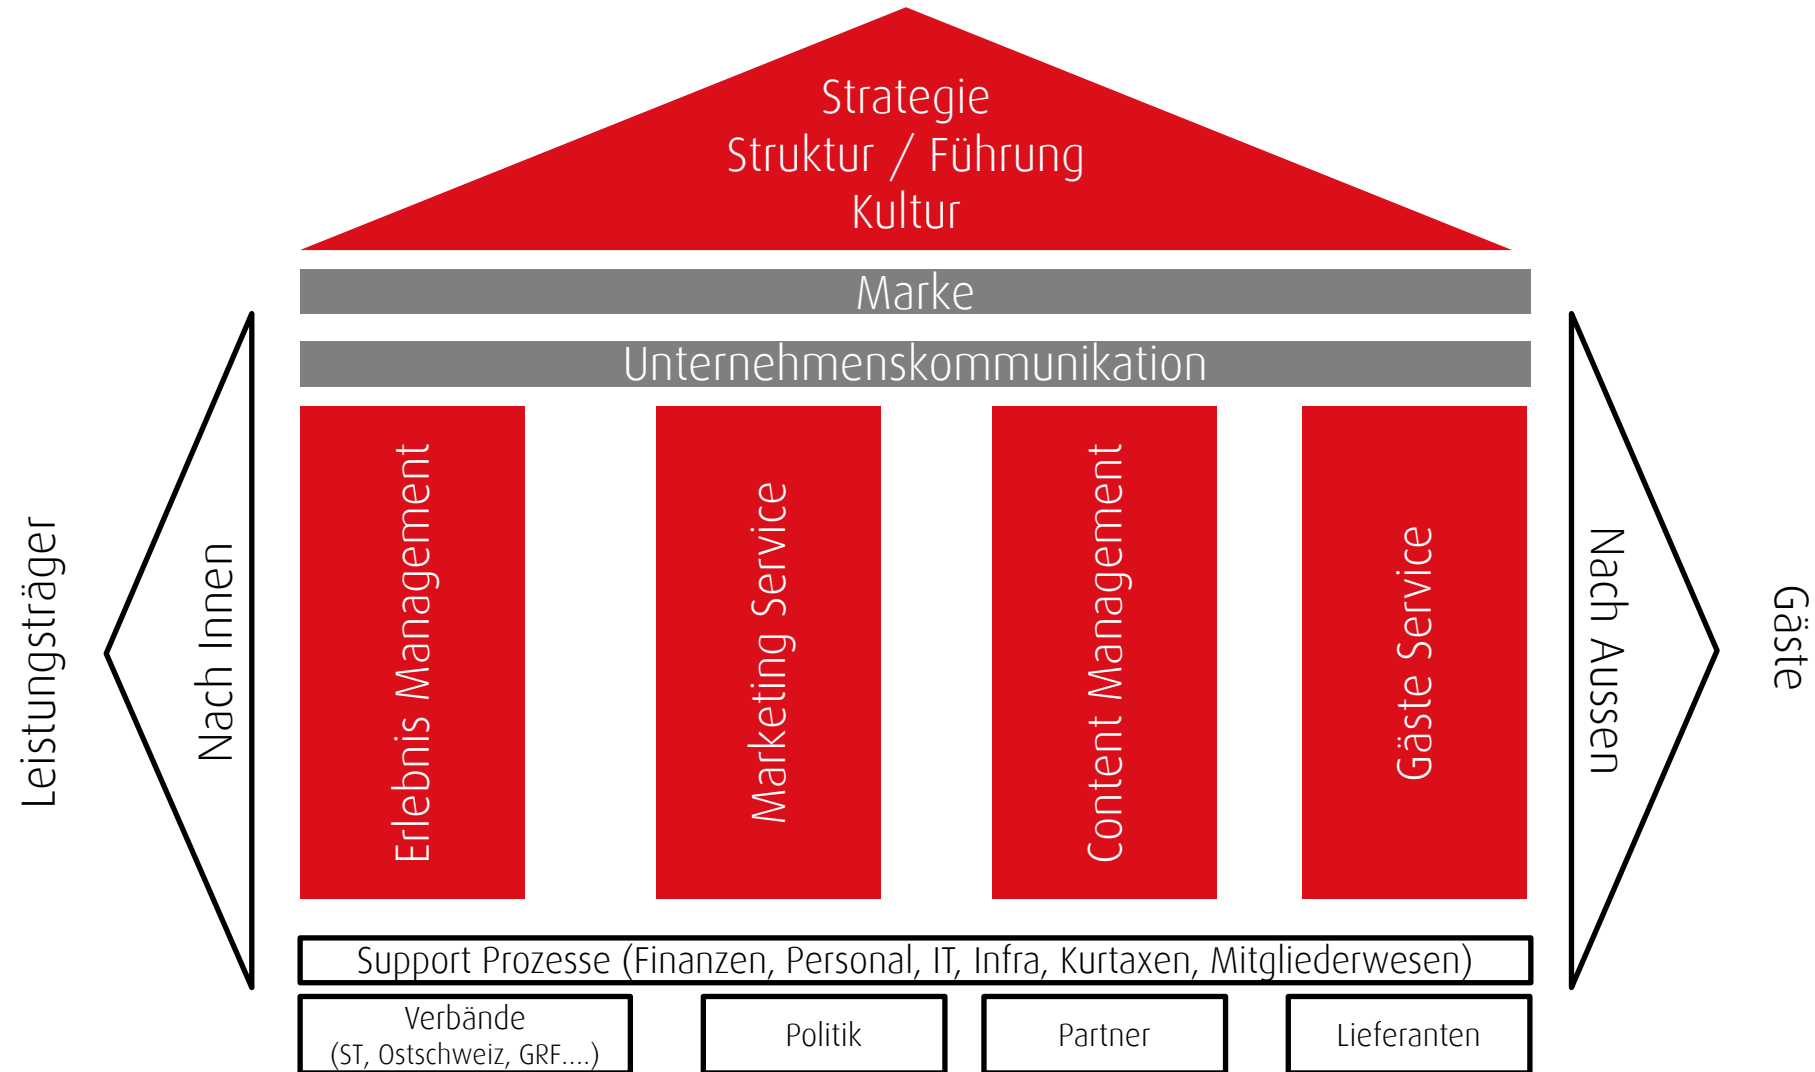 Strategie
Struktur / Führung
Kultur
Marke
Unternehmenskommunikation
Leistungsträger
Nach Innen
Erlebnis Management
Marketing Service
Content Management
Gäste Service
Nach Aussen
Gäste
Support Prozesse (Finanzen, Personal, IT, Infra, Kurtaxen, Mitgliederwesen)
Verbände
(ST, Ostschweiz, GRF....)
Politik
Partner
Lieferanten